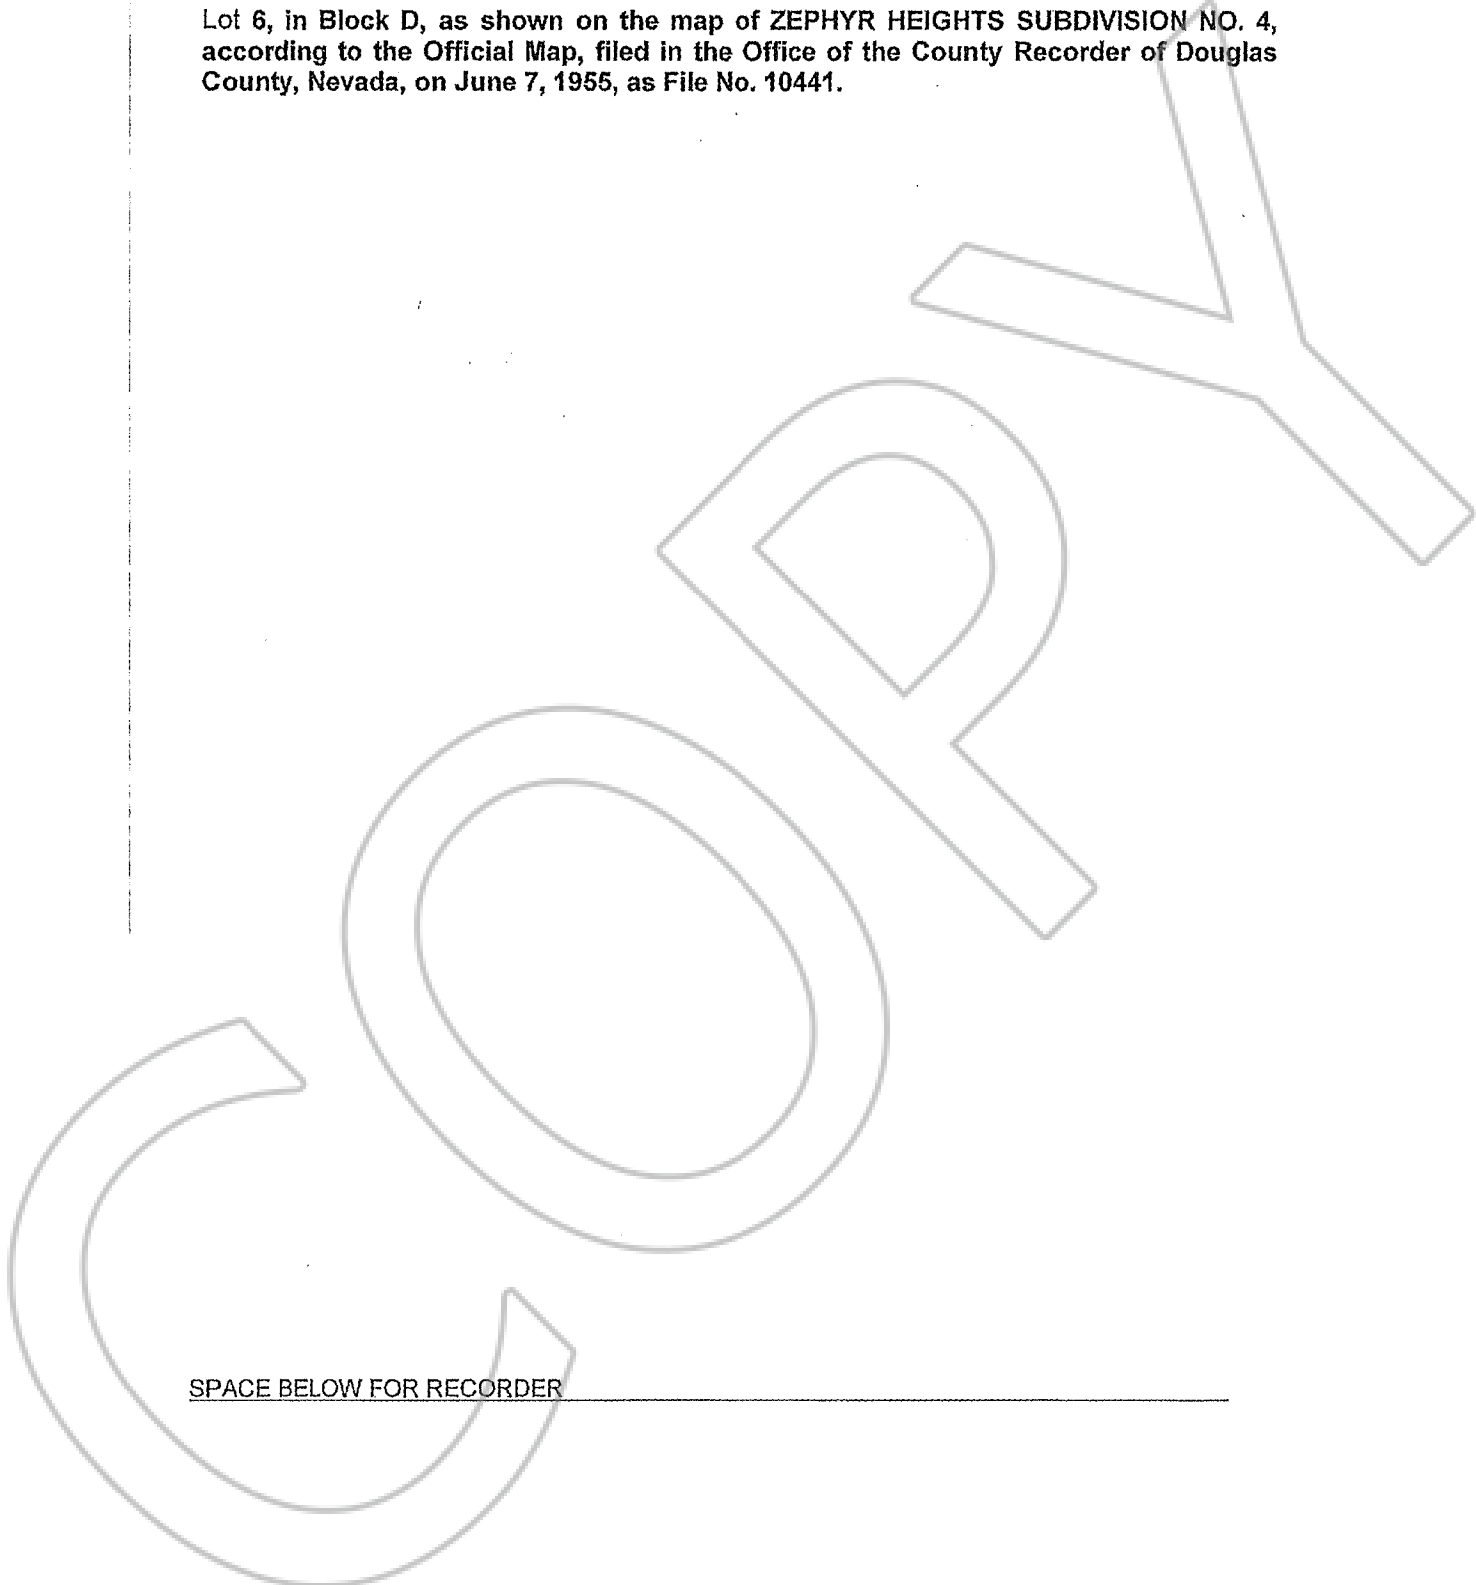 Lot 6, in Block D, as shown on the map of ZEPHYR HEIGHTS SUBDIVISION NO. 4,
according to the Official Map, filed in the Office of the County Recorder of Douglas
County, Nevada, on June 7, 1955, as File No. 10441.
COPY
SPACE BELOW FOR RECORDER